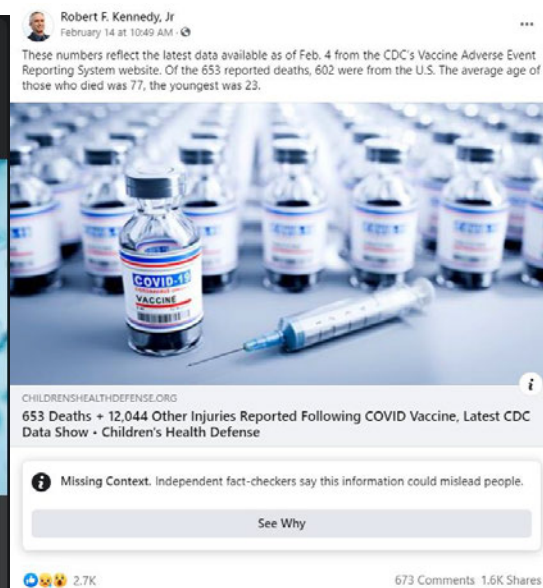 Robert F. Kennedy, Jr
February 14 at 10:49 AM ·
These numbers reflect the latest data available as of Feb. 4 from the CDC's Vaccine Adverse Event
Reporting System website. Of the 653 reported deaths, 602 were from the U.S. The average age of
those who died was 77, the youngest was 23.
COVID-19
VACCINE
CHILDRENSHEALTHDEFENSE.ORG
653 Deaths + 12,044 Other Injuries Reported Following COVID Vaccine, Latest CDC
Data Show • Children's Health Defense
Missing Context. Independent fact-checkers say this information could mislead people.
See Why
2.7K
673 Comments 1.6K Shares